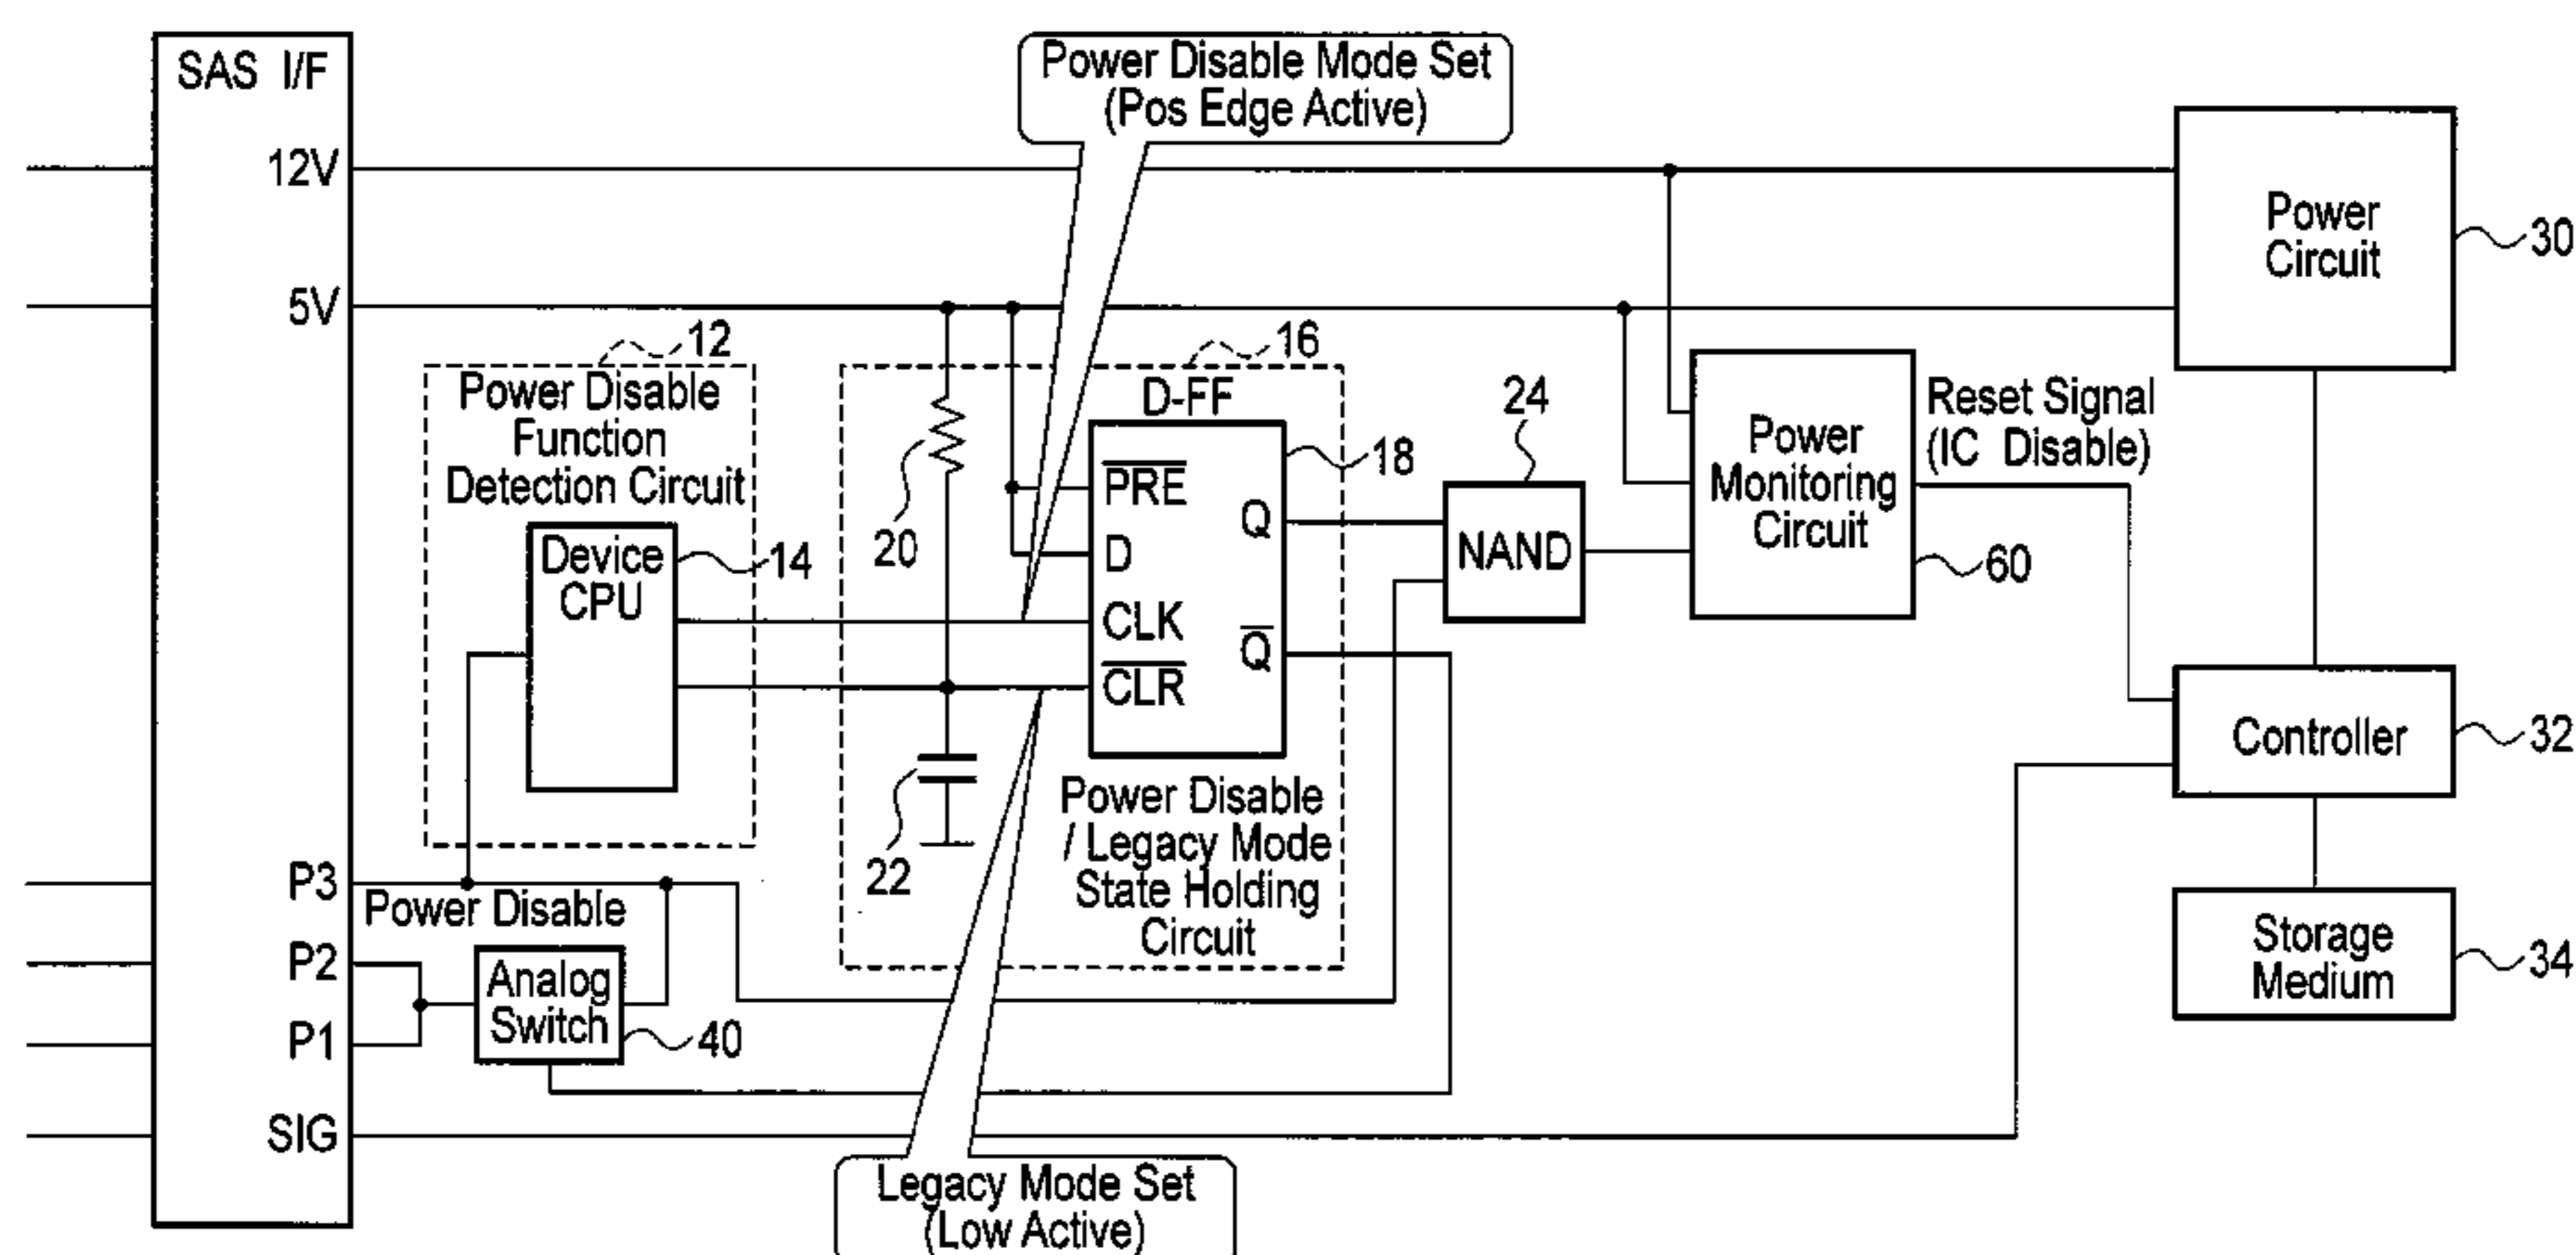 SAS I/F
12V
5V
P3
P2
P1
SIG
Power Disable Mode Set
(Pos Edge Active)
12
Power Disable
Function
Detection Circuit
Device
CPU
14
Power Disable
Analog
Switch
40
16
D-FF
20
22
PRE
D
CLK
CLR
Q
Q
18
Power Disable
/ Legacy Mode
State Holding
Circuit
Legacy Mode Set
(Low Active)
24
NAND
Power
Monitoring
Circuit
60
Reset Signal
(IC Disable)
Power
Circuit
30
Controller
32
Storage
Medium
34